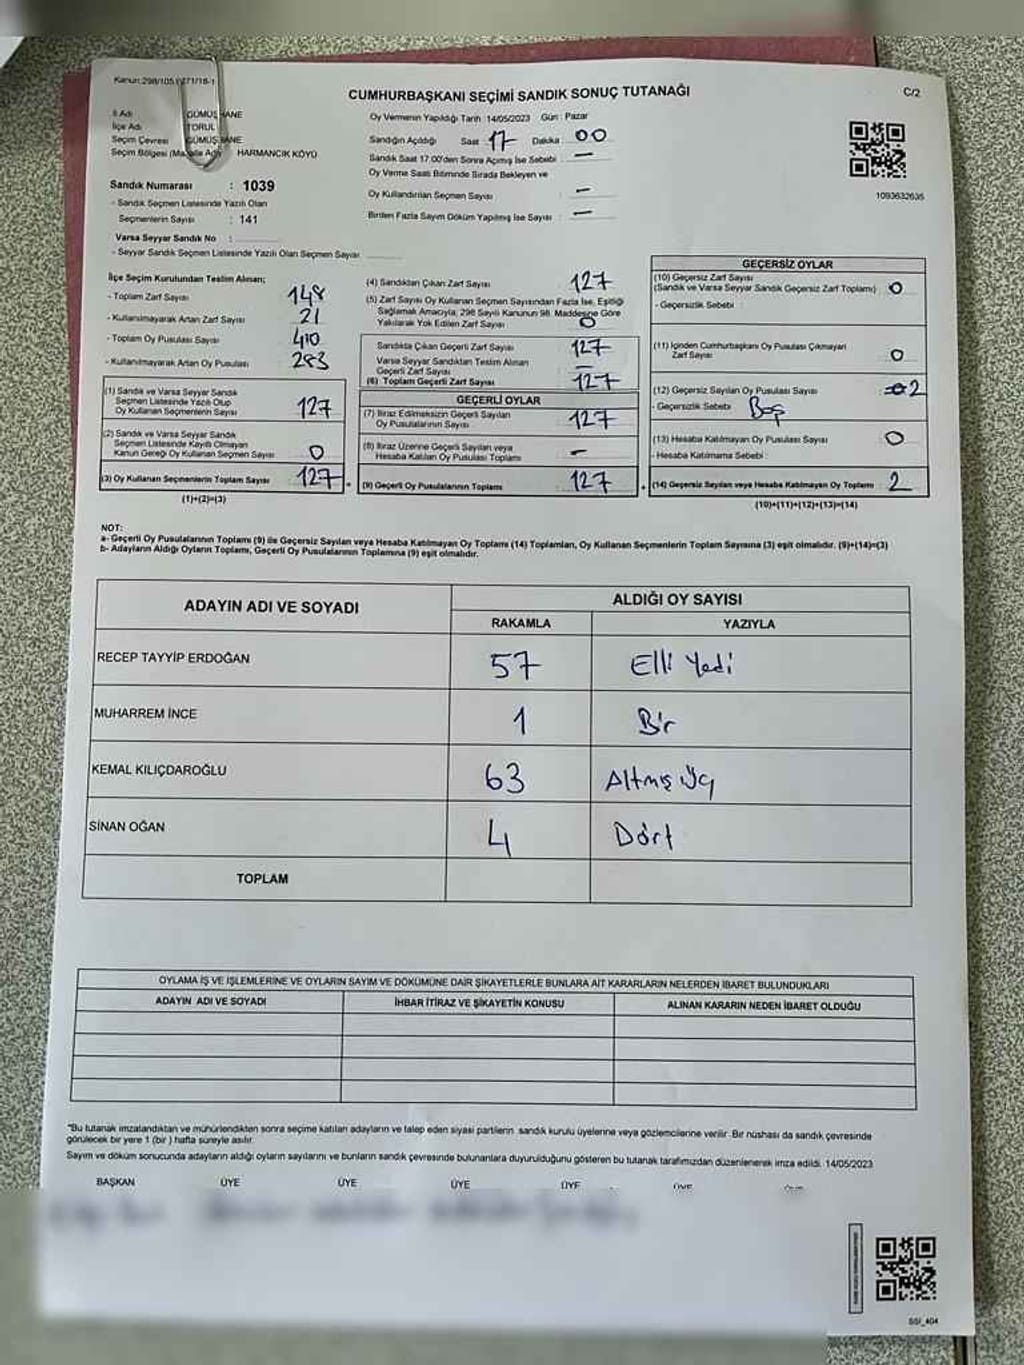 Kanun:298/105
CUMHURBAŞKANI SEÇİMİ SANDIK SONUÇ TUTANAĞI
C/2
İl Adı GÜMÜŞHANE
İlçe Adı TORUL
Seçim Çevresi GÜMÜŞHANE
Seçim Bölgesi HARMANCIK KÖYÜ
Oy Vermenin Yapıldığı Tarih 14/05/2023 Gün: Pazar
Sandığın Açıldığı Saat 17 Dakika 00
Sandık Saat 17:00'den Sonra Açılmış İse Sebebi : —
Oy Verme Saati Bitiminde Sırada Bekleyen ve
Oy Kullandırılan Seçmen Sayısı : —
Birden Fazla Sayım Döküm Yapılmış İse Sayısı : —
1093632635
Sandık Numarası : 1039
- Sandık Seçmen Listesinde Yazılı Olan
Seçmenlerin Sayısı : 141
Varsa Seyyar Sandık No :
- Seyyar Sandık Seçmen Listesinde Yazılı Olan Seçmen Sayısı
İlçe Seçim Kurulundan Teslim Alınan;
- Toplam Zarf Sayısı 148
- Kullanılmayarak Artan Zarf Sayısı 21
- Toplam Oy Pusulası Sayısı 410
- Kullanılmayarak Artan Oy Pusulası 283
(1) Sandık ve Varsa Seyyar Sandık
Seçmen Listesinde Yazılı Olup
Oy Kullanan Seçmenlerin Sayısı 127
(2) Sandık ve Varsa Seyyar Sandık
Seçmen Listesinde Kayıtlı Olmayan
Kanun Gereği Oy Kullanan Seçmen Sayısı 0
(3) Oy Kullanan Seçmenlerin Toplam Sayısı 127
(1)+(2)=(3)
(4) Sandıktan Çıkan Zarf Sayısı 127
(5) Zarf Sayısı Oy Kullanan Seçmen Sayısından Fazla İse, Eşitliği
Sağlamak Amacıyla, 298 Sayılı Kanunun 98. Maddesine Göre
Yakılarak Yok Edilen Zarf Sayısı 0
Sandıkta Çıkan Geçerli Zarf Sayısı 127
Varsa Seyyar Sandıktan Teslim Alınan
Geçerli Zarf Sayısı —
(6) Toplam Geçerli Zarf Sayısı 127
GEÇERLİ OYLAR
(7) İtiraz Edilmeksizin Geçerli Sayılan
Oy Pusulalarının Sayısı 127
(8) İtiraz Üzerine Geçerli Sayılan veya
Hesaba Katılan Oy Pusulası Toplamı —
(9) Geçerli Oy Pusulalarının Toplamı 127
GEÇERSİZ OYLAR
(10) Geçersiz Zarf Sayısı
(Sandık ve Varsa Seyyar Sandık Geçersiz Zarf Toplamı) 0
- Geçersizlik Sebebi :
(11) İçinden Cumhurbaşkanı Oy Pusulası Çıkmayan
Zarf Sayısı 0
(12) Geçersiz Sayılan Oy Pusulası Sayısı 2
- Geçersizlik Sebebi : Boş
(13) Hesaba Katılmayan Oy Pusulası Sayısı 0
- Hesaba Katılmama Sebebi :
(14) Geçersiz Sayılan veya Hesaba Katılmayan Oy Toplamı 2
(10)+(11)+(12)+(13)=(14)
NOT:
a- Geçerli Oy Pusulalarının Toplamı (9) ile Geçersiz Sayılan veya Hesaba Katılmayan Oy Toplamı (14) Toplamları, Oy Kullanan Seçmenlerin Toplam Sayısına (3) eşit olmalıdır. (9)+(14)=(3)
b- Adayların Aldığı Oyların Toplamı, Geçerli Oy Pusulalarının Toplamına (9) eşit olmalıdır.
ADAYIN ADI VE SOYADI
ALDIĞI OY SAYISI
RAKAMLA YAZIYLA
RECEP TAYYİP ERDOĞAN 57 Elli Yedi
MUHARREM İNCE 1 Bir
KEMAL KILIÇDAROĞLU 63 Altmış Üç
SİNAN OĞAN 4 Dört
TOPLAM
OYLAMA İŞ VE İŞLEMLERİNE VE OYLARIN SAYIM VE DÖKÜMÜNE DAİR ŞİKAYETLERLE BUNLARA AİT KARARLARIN NELERDEN İBARET BULUNDUKLARI
ADAYIN ADI VE SOYADI İHBAR İTİRAZ VE ŞİKAYETİN KONUSU ALINAN KARARIN NEDEN İBARET OLDUĞU
"Bu tutanak imzalandıktan ve mühürlendikten sonra seçime katılan adayların ve talep eden siyasi partilerin sandık kurulu üyelerine veya gözlemcilerine verilir. Bir nüshası da sandık çevresinde
görülecek bir yere 1 (bir) hafta süreyle asılır.
Sayım ve döküm sonucunda adayların aldığı oyların sayılarını ve bunların sandık çevresinde bulunanlara duyurulduğunu gösteren bu tutanak tarafımızdan düzenlenerek imza edildi. 14/05/2023
BAŞKAN ÜYE ÜYE ÜYE ÜYE ÜYE
SSI_404